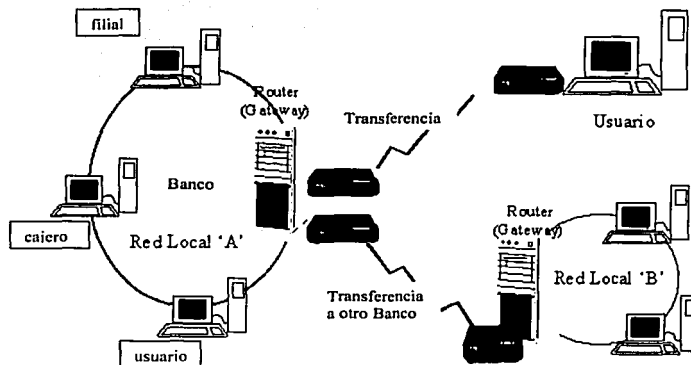 filial
Router
(Gateway)
Transferencia
Usuario
Banco
cajero
Red Local 'A'
Router
(Gateway)
Red Local 'B'
Transferencia
a otro Banco
usuario